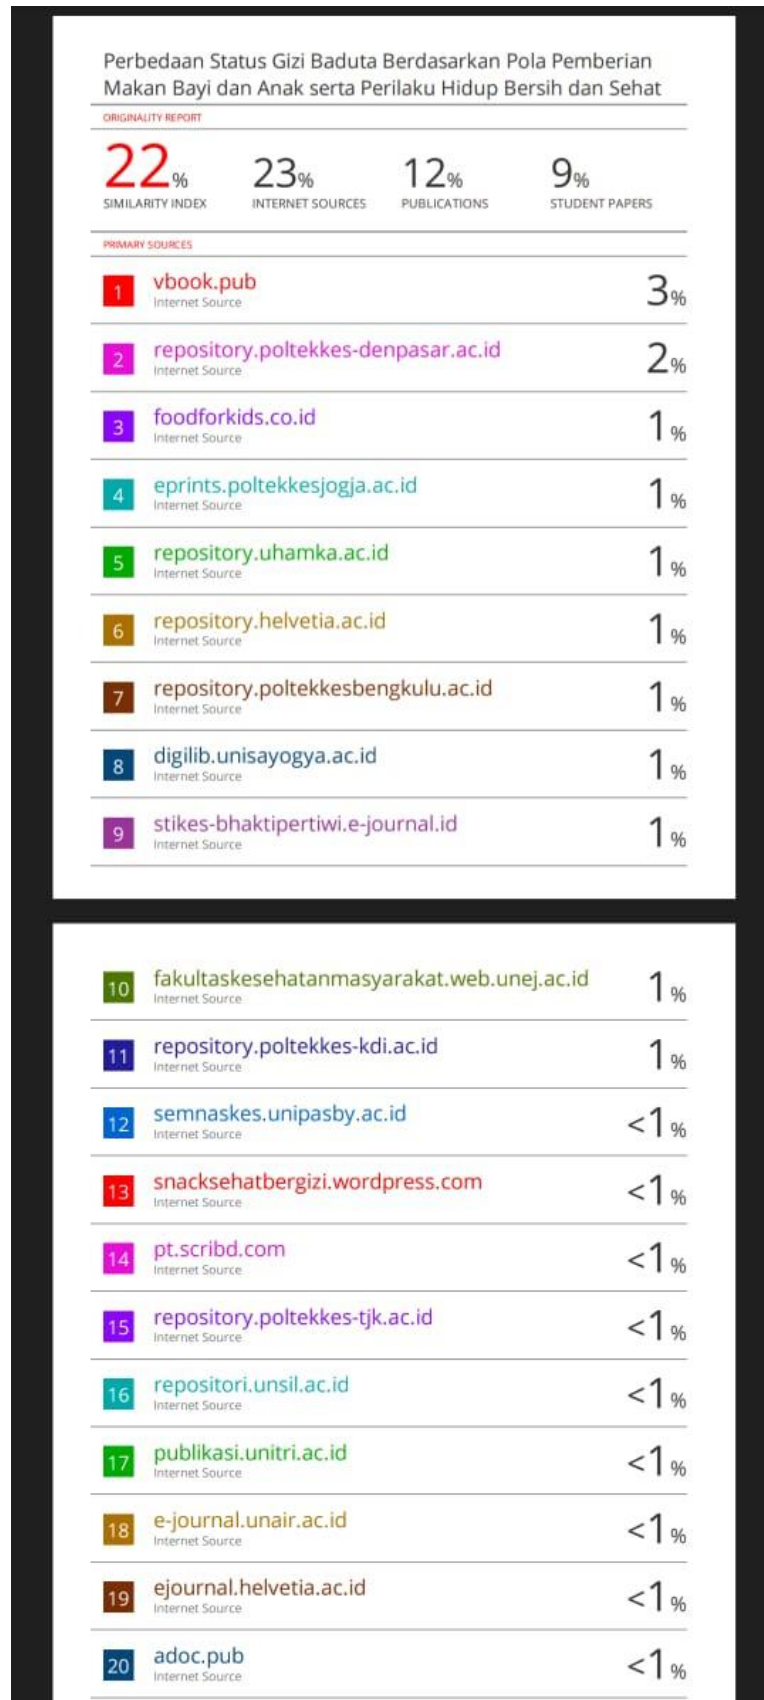 Perbedaan Status Gizi Baduta Berdasarkan Pola Pemberian
Makan Bayi dan Anak serta Perilaku Hidup Bersih dan Sehat
ORIGINALITY REPORT
22% 23% 12% 9%
SIMILARITY INDEX INTERNET SOURCES PUBLICATIONS STUDENT PAPERS
PRIMARY SOURCES
1 vbook.pub 3%
Internet Source
2 repository.poltekkes-denpasar.ac.id 2%
Internet Source
3 foodforkids.co.id 1%
Internet Source
4 eprints.poltekkesjogja.ac.id 1%
Internet Source
5 repository.uhamka.ac.id 1%
Internet Source
6 repository.helvetia.ac.id 1%
Internet Source
7 repository.poltekkesbengkulu.ac.id 1%
Internet Source
8 digilib.unisayogya.ac.id 1%
Internet Source
9 stikes-bhaktipertiwi.e-journal.id 1%
Internet Source
10 fakultaskesehatanmasyarakat.web.unej.ac.id 1%
Internet Source
11 repository.poltekkes-kdi.ac.id 1%
Internet Source
12 semnaskes.unipasby.ac.id <1%
Internet Source
13 snacksehatbergizi.wordpress.com <1%
Internet Source
14 pt.scribd.com <1%
Internet Source
15 repository.poltekkes-tjk.ac.id <1%
Internet Source
16 repositori.unsil.ac.id <1%
Internet Source
17 publikasi.unitri.ac.id <1%
Internet Source
18 e-journal.unair.ac.id <1%
Internet Source
19 ejournal.helvetia.ac.id <1%
Internet Source
20 adoc.pub <1%
Internet Source